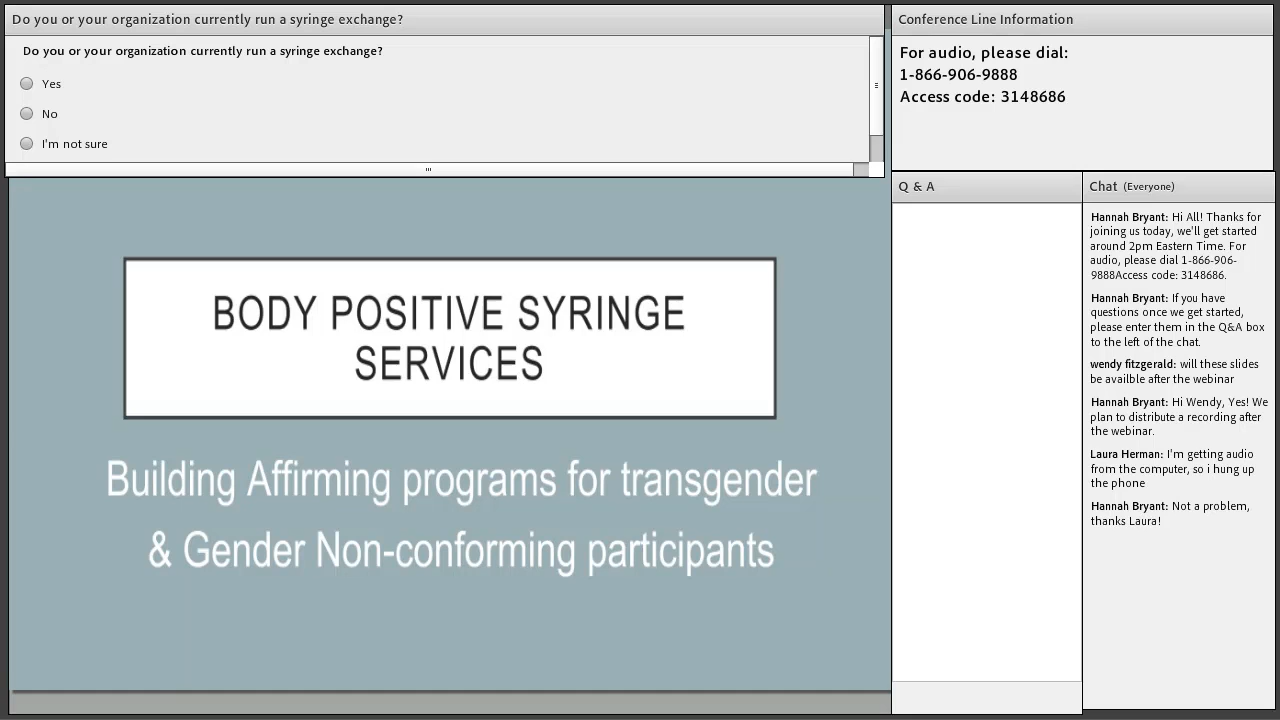 Do you or your organization currently run a syringe exchange?
Do you or your organization currently run a syringe exchange?
Yes
No
I'm not sure
BODY POSITIVE SYRINGE
SERVICES
Building Affirming programs for transgender
& Gender Non-conforming participants
Conference Line Information
For audio, please dial:
1-866-906-9888
Access code: 3148686
Q & A
Chat (Everyone)
Hannah Bryant: Hi All! Thanks for
joining us today, we'll get started
around 2pm Eastern Time. For
audio, please dial 1-866-906-
9888Access code: 3148686.
Hannah Bryant: If you have
questions once we get started,
please enter them in the Q&A box
to the left of the chat.
wendy fitzgerald: will these slides
be availble after the webinar
Hannah Bryant: Hi Wendy, Yes! We
plan to distribute a recording after
the webinar.
Laura Herman: I'm getting audio
from the computer, so i hung up
the phone
Hannah Bryant: Not a problem,
thanks Laura!